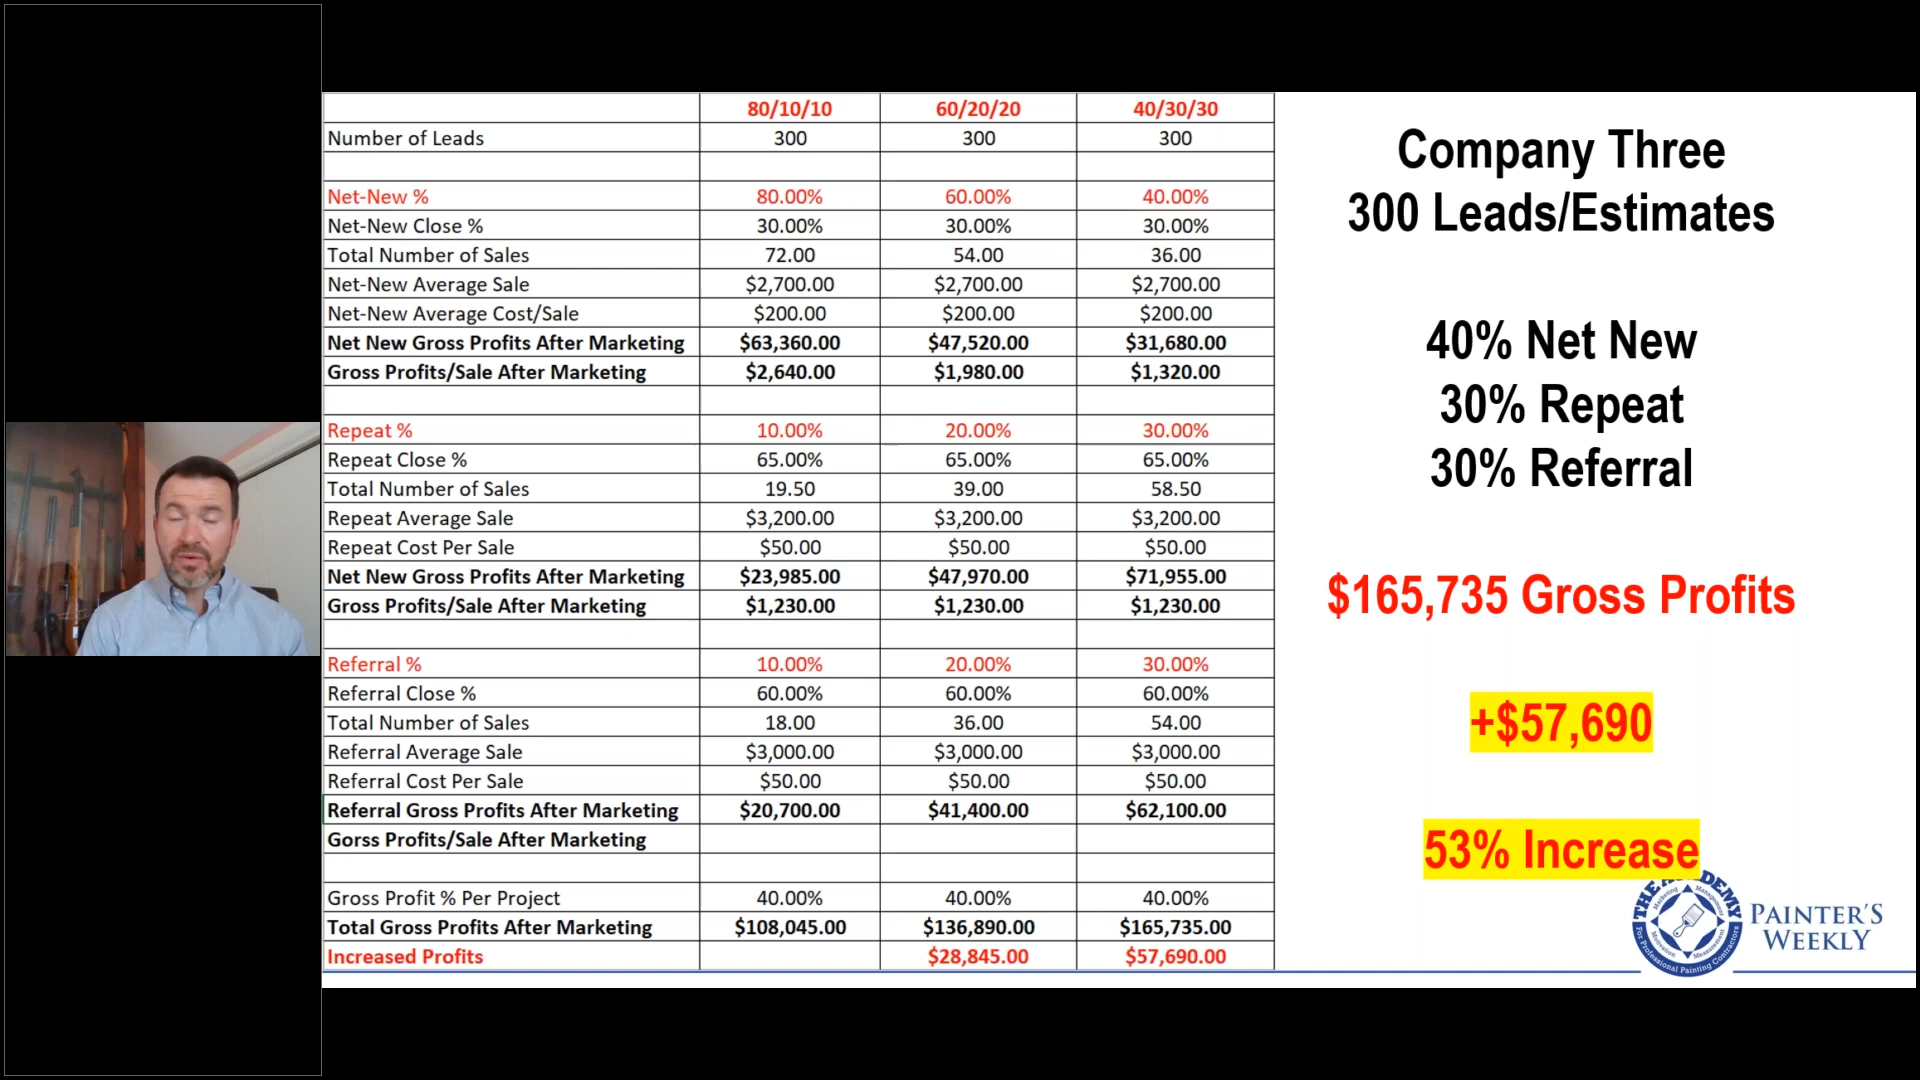 80/10/10 60/20/20 40/30/30
Number of Leads 300 300 300
Net-New % 80.00% 60.00% 40.00%
Net-New Close % 30.00% 30.00% 30.00%
Total Number of Sales 72.00 54.00 36.00
Net-New Average Sale $2,700.00 $2,700.00 $2,700.00
Net-New Average Cost/Sale $200.00 $200.00 $200.00
Net New Gross Profits After Marketing $63,360.00 $47,520.00 $31,680.00
Gross Profits/Sale After Marketing $2,640.00 $1,980.00 $1,320.00
Repeat % 10.00% 20.00% 30.00%
Repeat Close % 65.00% 65.00% 65.00%
Total Number of Sales 19.50 39.00 58.50
Repeat Average Sale $3,200.00 $3,200.00 $3,200.00
Repeat Cost Per Sale $50.00 $50.00 $50.00
Net New Gross Profits After Marketing $23,985.00 $47,970.00 $71,955.00
Gross Profits/Sale After Marketing $1,230.00 $1,230.00 $1,230.00
Referral % 10.00% 20.00% 30.00%
Referral Close % 60.00% 60.00% 60.00%
Total Number of Sales 18.00 36.00 54.00
Referral Average Sale $3,000.00 $3,000.00 $3,000.00
Referral Cost Per Sale $50.00 $50.00 $50.00
Referral Gross Profits After Marketing $20,700.00 $41,400.00 $62,100.00
Gorss Profits/Sale After Marketing
Gross Profit % Per Project 40.00% 40.00% 40.00%
Total Gross Profits After Marketing $108,045.00 $136,890.00 $165,735.00
Increased Profits $28,845.00 $57,690.00
Company Three
300 Leads/Estimates
40% Net New
30% Repeat
30% Referral
$165,735 Gross Profits
+$57,690
53% Increase
THE ACADEMY
For Professional Painting Contractors
Marketing
Management
Motivation
Measurement
PAINTER'S
WEEKLY